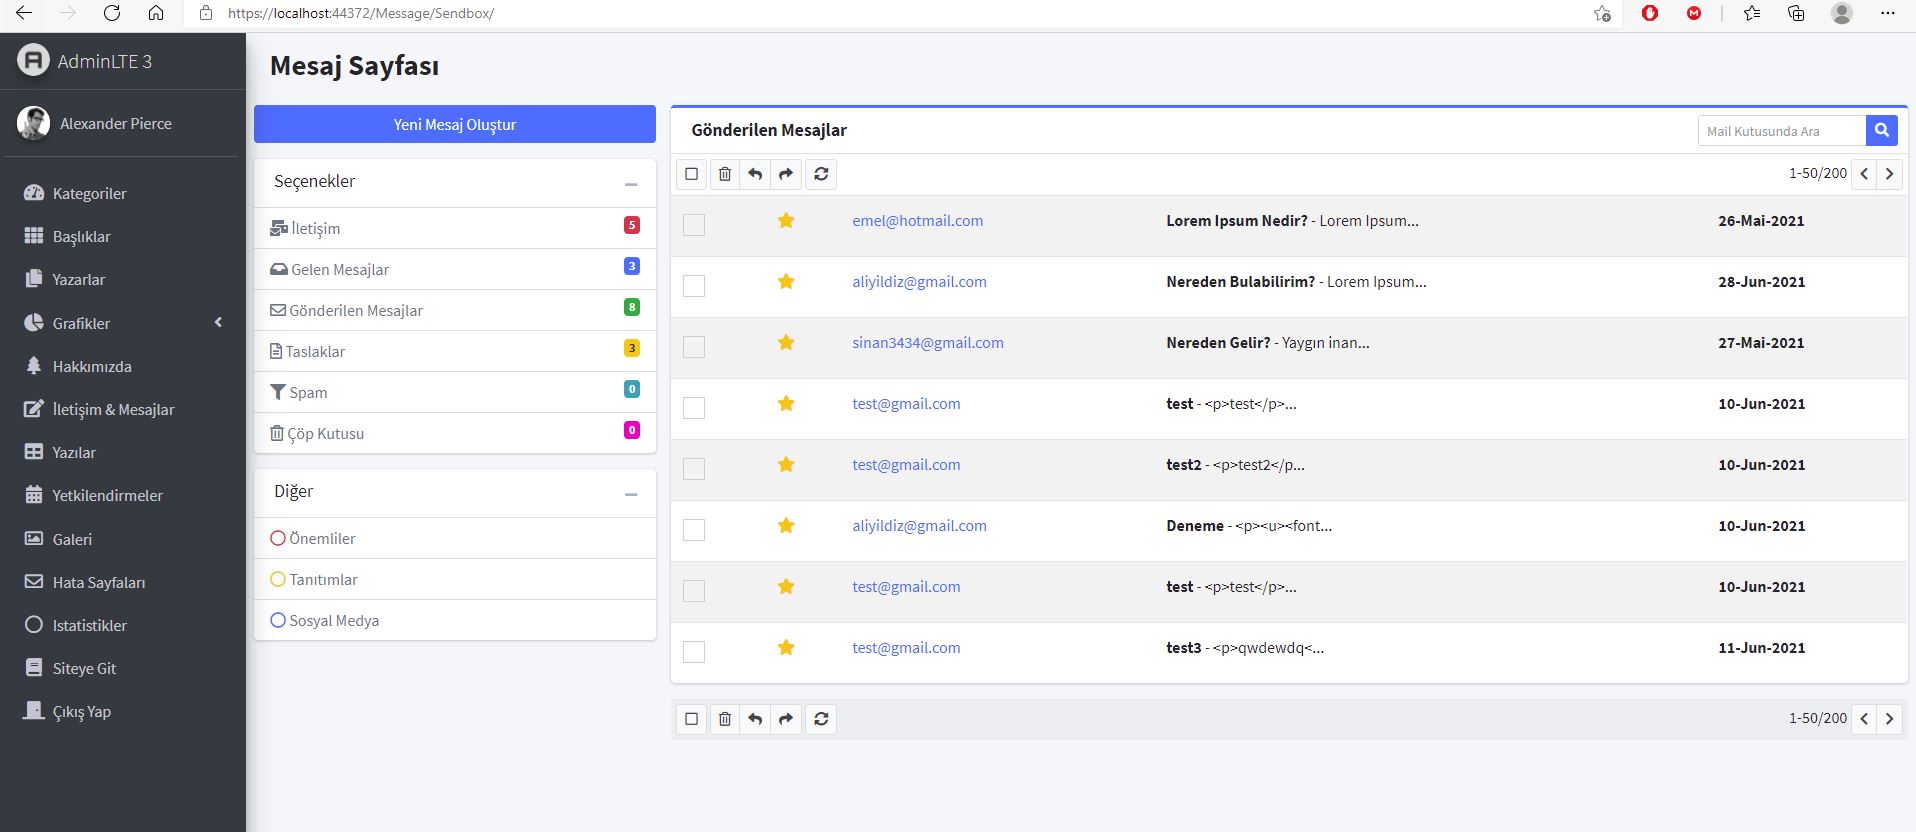 https://localhost:44372/Message/Sendbox/
AdminLTE 3
Alexander Pierce
Kategoriler
Başlıklar
Yazarlar
Grafikler
Hakkımızda
İletişim & Mesajlar
Yazılar
Yetkilendirmeler
Galeri
Hata Sayfaları
Istatistikler
Siteye Git
Çıkış Yap
Mesaj Sayfası
Yeni Mesaj Oluştur
Seçenekler
İletişim 5
Gelen Mesajlar 3
Gönderilen Mesajlar 8
Taslaklar 3
Spam 0
Çöp Kutusu 0
Diğer
Önemliler
Tanıtımlar
Sosyal Medya
Gönderilen Mesajlar
Mail Kutusunda Ara
1-50/200
emel@hotmail.com Lorem Ipsum Nedir? - Lorem Ipsum... 26-Mai-2021
aliyildiz@gmail.com Nereden Bulabilirim? - Lorem Ipsum... 28-Jun-2021
sinan3434@gmail.com Nereden Gelir? - Yaygın inan... 27-Mai-2021
test@gmail.com test - <p>test</p>... 10-Jun-2021
test@gmail.com test2 - <p>test2</p... 10-Jun-2021
aliyildiz@gmail.com Deneme - <p><u><font... 10-Jun-2021
test@gmail.com test - <p>test</p>... 10-Jun-2021
test@gmail.com test3 - <p>qwdewdq<... 11-Jun-2021
1-50/200